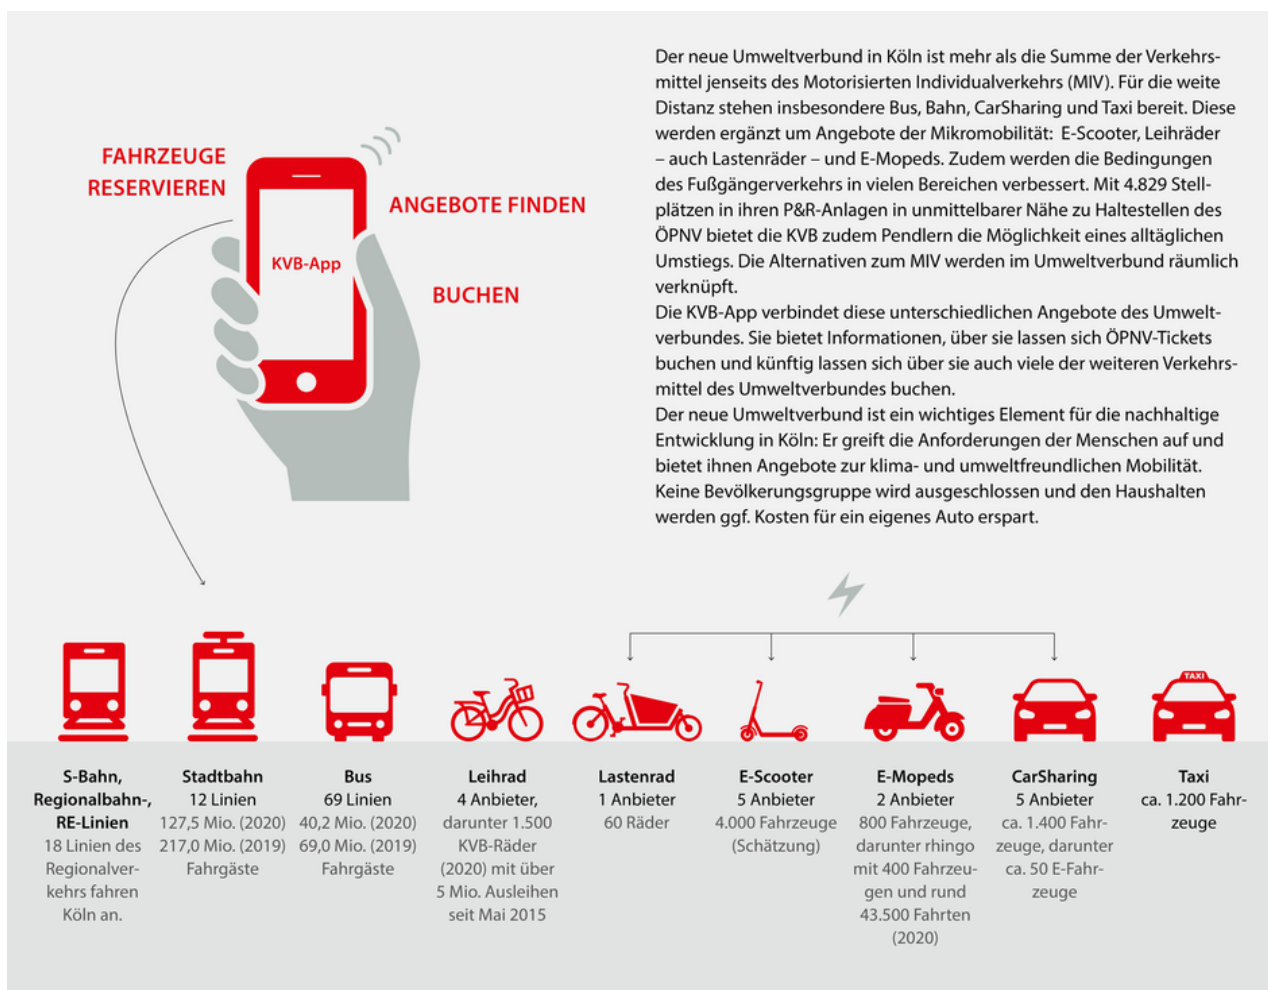 FAHRZEUGE
RESERVIEREN
KVB-App
ANGEBOTE FINDEN
BUCHEN
Der neue Umweltverbund in Köln ist mehr als die Summe der Verkehrs-
mittel jenseits des Motorisierten Individualverkehrs (MIV). Für die weite
Distanz stehen insbesondere Bus, Bahn, CarSharing und Taxi bereit. Diese
werden ergänzt um Angebote der Mikromobilität: E-Scooter, Leihräder
– auch Lastenräder – und E-Mopeds. Zudem werden die Bedingungen
des Fußgängerverkehrs in vielen Bereichen verbessert. Mit 4.829 Stell-
plätzen in ihren P&R-Anlagen in unmittelbarer Nähe zu Haltestellen des
ÖPNV bietet die KVB zudem Pendlern die Möglichkeit eines alltäglichen
Umstiegs. Die Alternativen zum MIV werden im Umweltverbund räumlich
verknüpft.
Die KVB-App verbindet diese unterschiedlichen Angebote des Umwelt-
verbundes. Sie bietet Informationen, über sie lassen sich ÖPNV-Tickets
buchen und künftig lassen sich über sie auch viele der weiteren Verkehrs-
mittel des Umweltverbundes buchen.
Der neue Umweltverbund ist ein wichtiges Element für die nachhaltige
Entwicklung in Köln: Er greift die Anforderungen der Menschen auf und
bietet ihnen Angebote zur klima- und umweltfreundlichen Mobilität.
Keine Bevölkerungsgruppe wird ausgeschlossen und den Haushalten
werden ggf. Kosten für ein eigenes Auto erspart.
TAXI
S-Bahn,
Regionalbahn-,
RE-Linien
18 Linien des
Regionalver-
kehrs fahren
Köln an.
Stadtbahn
12 Linien
127,5 Mio. (2020)
217,0 Mio. (2019)
Fahrgäste
Bus
69 Linien
40,2 Mio. (2020)
69,0 Mio. (2019)
Fahrgäste
Leihrad
4 Anbieter,
darunter 1.500
KVB-Räder
(2020) mit über
5 Mio. Ausleihen
seit Mai 2015
Lastenrad
1 Anbieter
60 Räder
E-Scooter
5 Anbieter
4.000 Fahrzeuge
(Schätzung)
E-Mopeds
2 Anbieter
800 Fahrzeuge,
darunter rhingo
mit 400 Fahrzeu-
gen und rund
43.500 Fahrten
(2020)
CarSharing
5 Anbieter
ca. 1.400 Fahr-
zeuge, darunter
ca. 50 E-Fahr-
zeuge
Taxi
ca. 1.200 Fahr-
zeuge